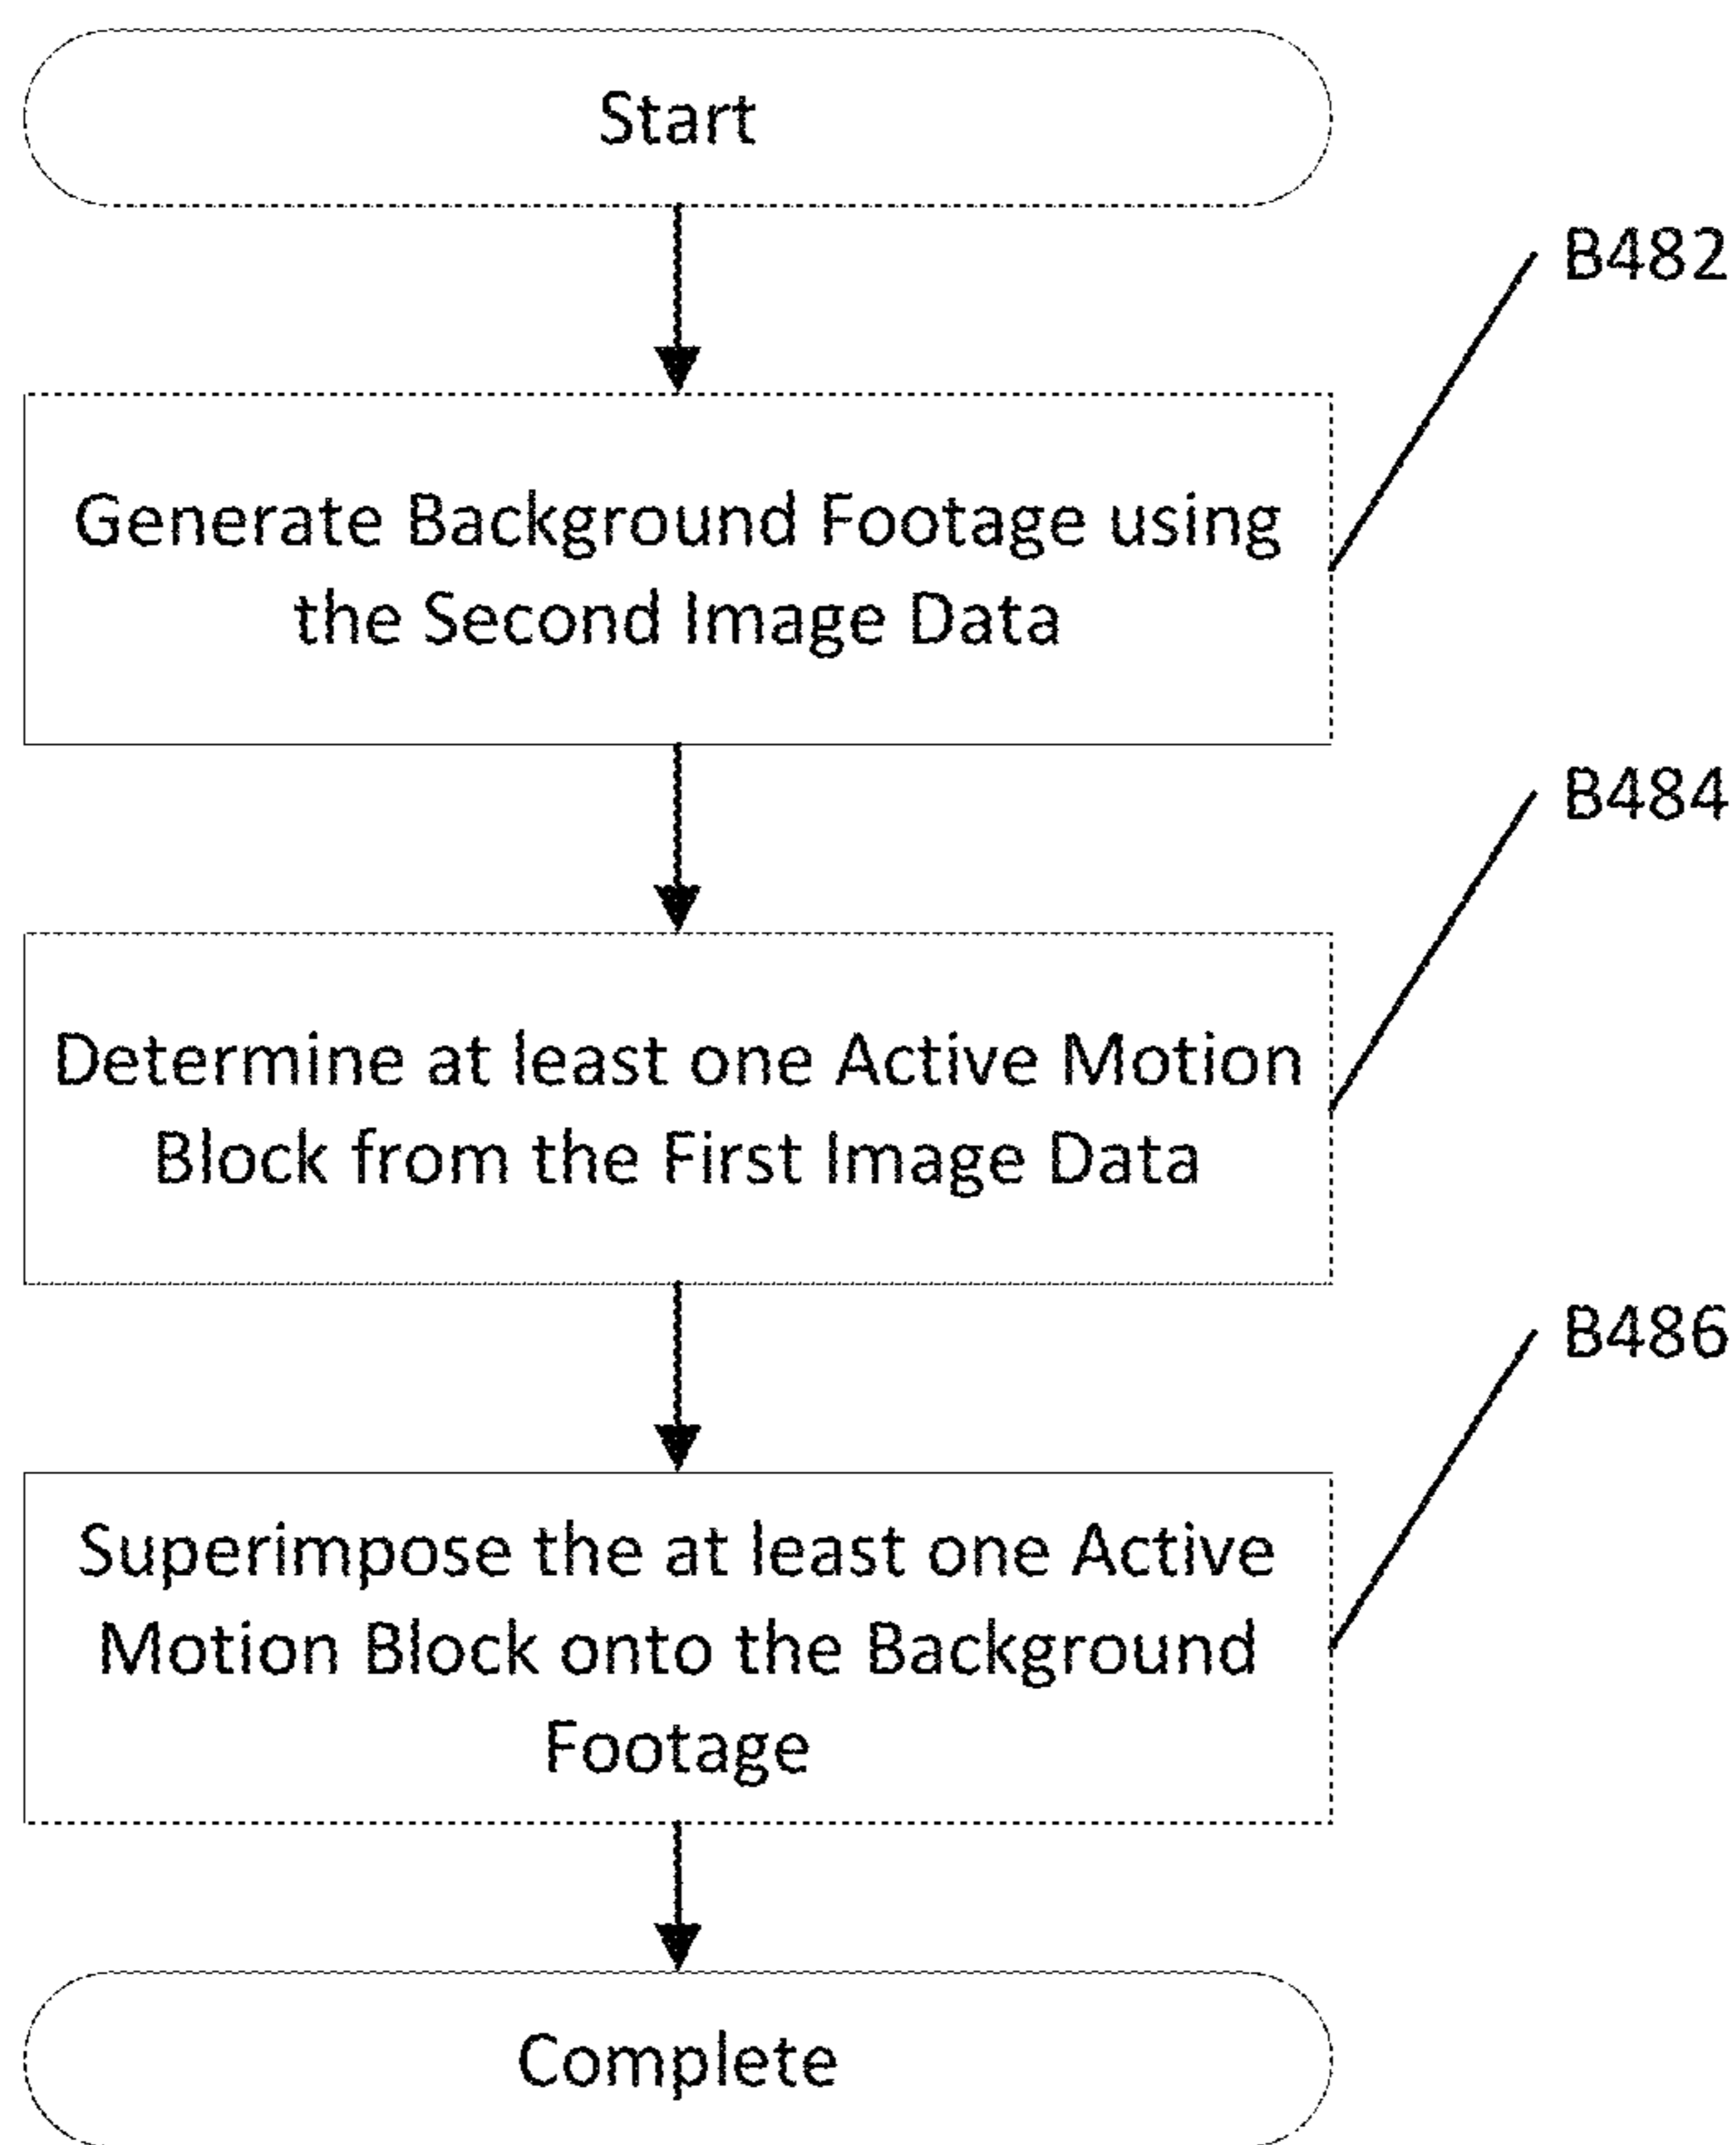 Start
B482
Generate Background Footage using
the Second Image Data
B484
Determine at least one Active Motion
Block from the First Image Data
B486
Superimpose the at least one Active
Motion Block onto the Background
Footage
Complete